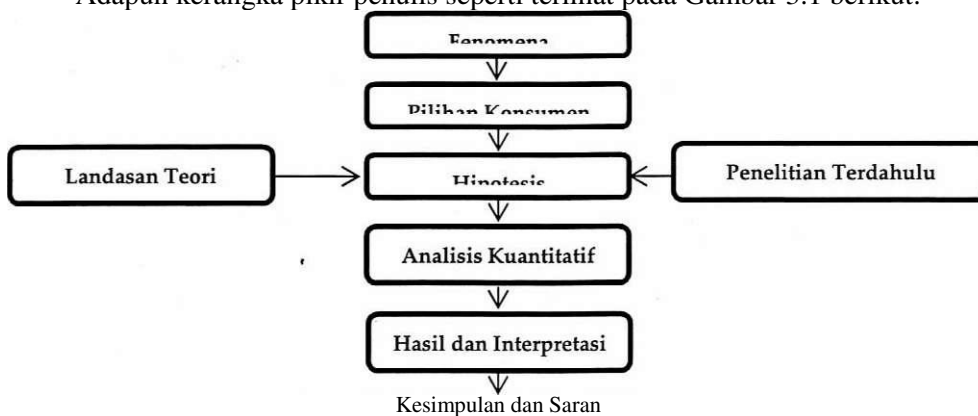 Adapun kerangka pikir penulis seperti terlihat pada Gambar 3.1 berikut:
Fenomena
Pilihan Konsumen
Landasan Teori
Hipotesis
Penelitian Terdahulu
Analisis Kuantitatif
Hasil dan Interpretasi
Kesimpulan dan Saran